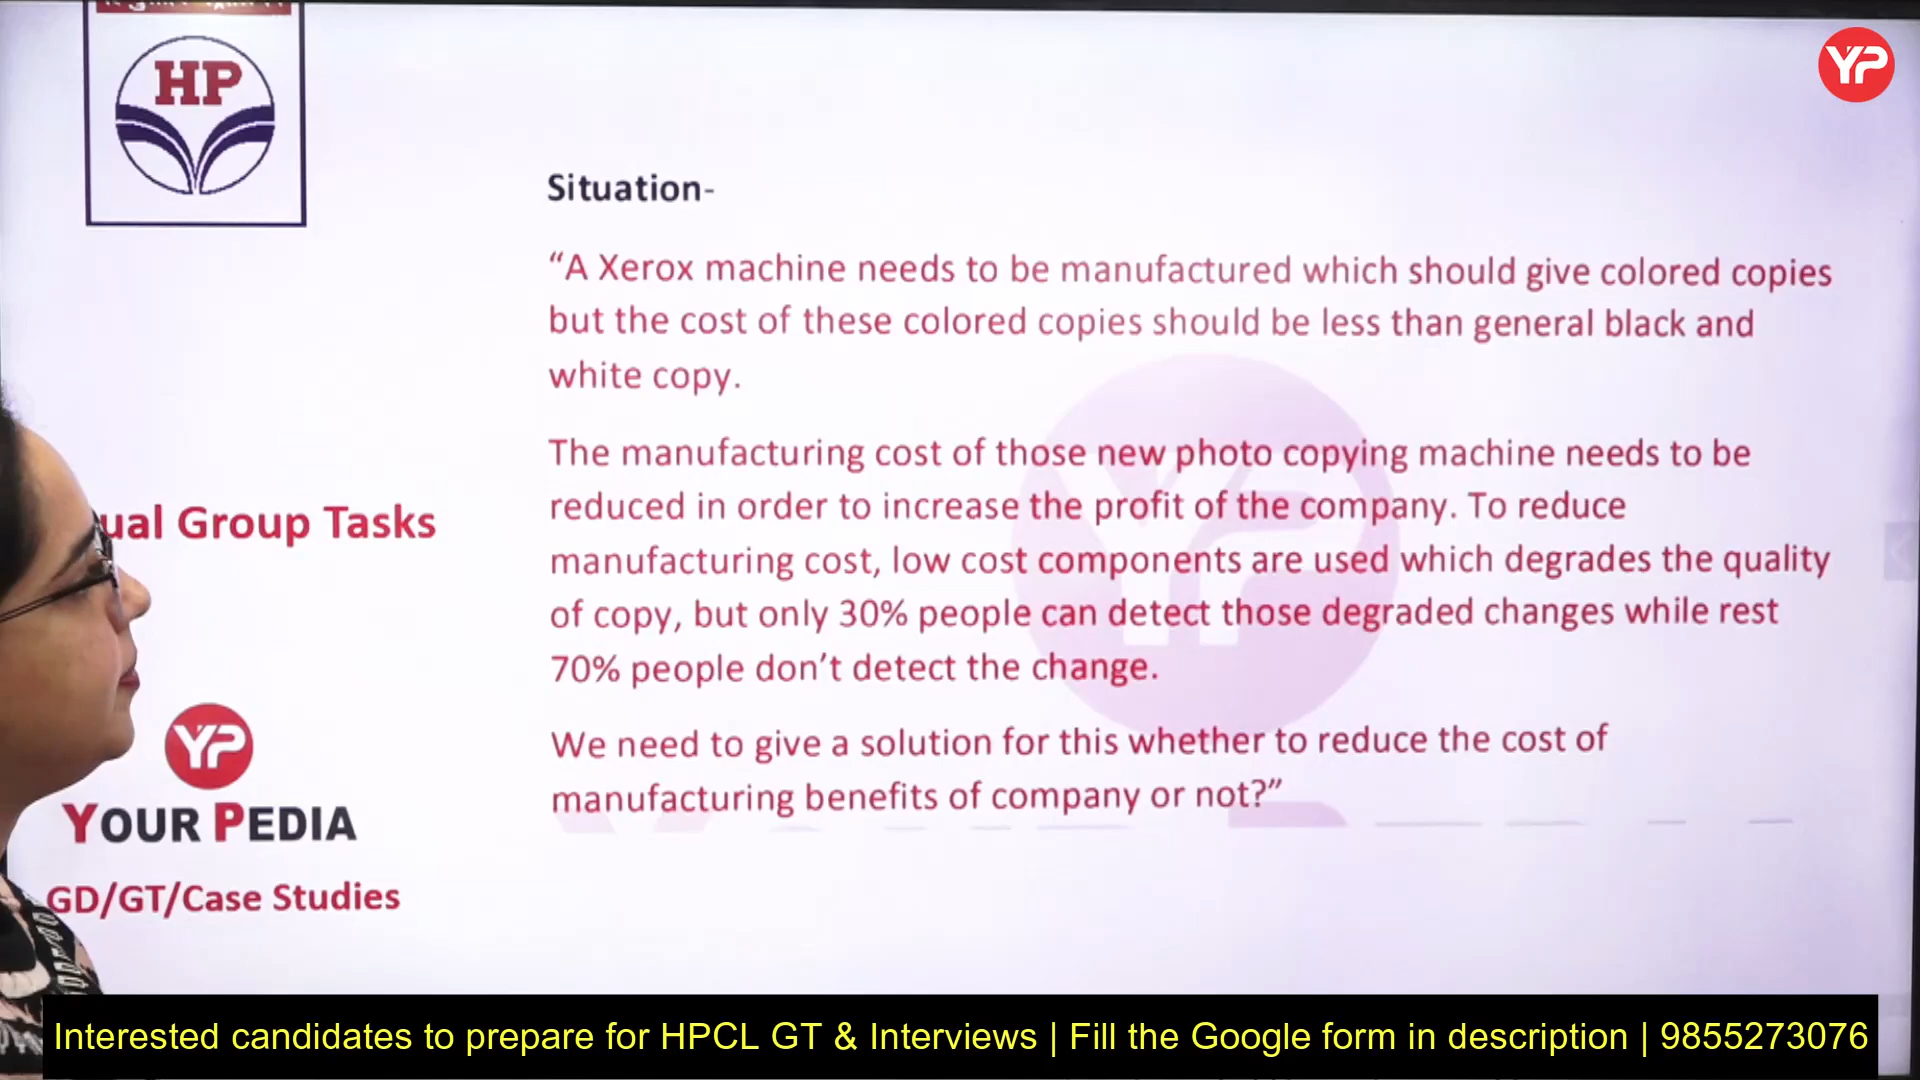 HP
YP
Situation-
“A Xerox machine needs to be manufactured which should give colored copies
but the cost of these colored copies should be less than general black and
white copy.
The manufacturing cost of those new photo copying machine needs to be
reduced in order to increase the profit of the company. To reduce
manufacturing cost, low cost components are used which degrades the quality
of copy, but only 30% people can detect those degraded changes while rest
70% people don’t detect the change.
We need to give a solution for this whether to reduce the cost of
manufacturing benefits of company or not?”
ual Group Tasks
YP
YOUR PEDIA
GD/GT/Case Studies
Interested candidates to prepare for HPCL GT & Interviews | Fill the Google form in description | 9855273076